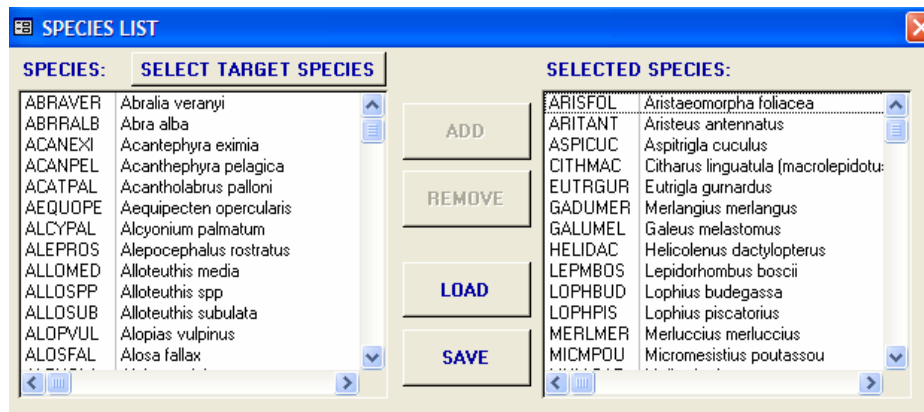 SPECIES LIST
SPECIES:
SELECT TARGET SPECIES
ABRAVER Abralia veranyi
ABRRALB Abra alba
ACANEXI Acantephyra eximia
ACANPEL Acanthephyra pelagica
ACATPAL Acantholabrus palloni
AEQUOPE Aequipecten opercularis
ALCYPAL Alcyonium palmatum
ALEPROS Alepocephalus rostratus
ALLOMED Alloteuthis media
ALLOSPP Alloteuthis spp
ALLOSUB Alloteuthis subulata
ALOPVUL Alopias vulpinus
ALOSFAL Alosa fallax
ADD
REMOVE
LOAD
SAVE
SELECTED SPECIES:
ARISFOL Aristaeomorpha foliacea
ARITANT Aristeus antennatus
ASPICUC Aspitrigla cuculus
CITHMAC Citharus linguatula (macrolepidotu
EUTRGUR Eutrigla gurnardus
GADUMER Merlangius merlangus
GALUMEL Galeus melastomus
HELIDAC Helicolenus dactylopterus
LEPMBOS Lepidorhombus boscii
LOPHBUD Lophius budegassa
LOPHPIS Lophius piscatorius
MERLMER Merluccius merluccius
MICMPOU Micromesistius poutassou